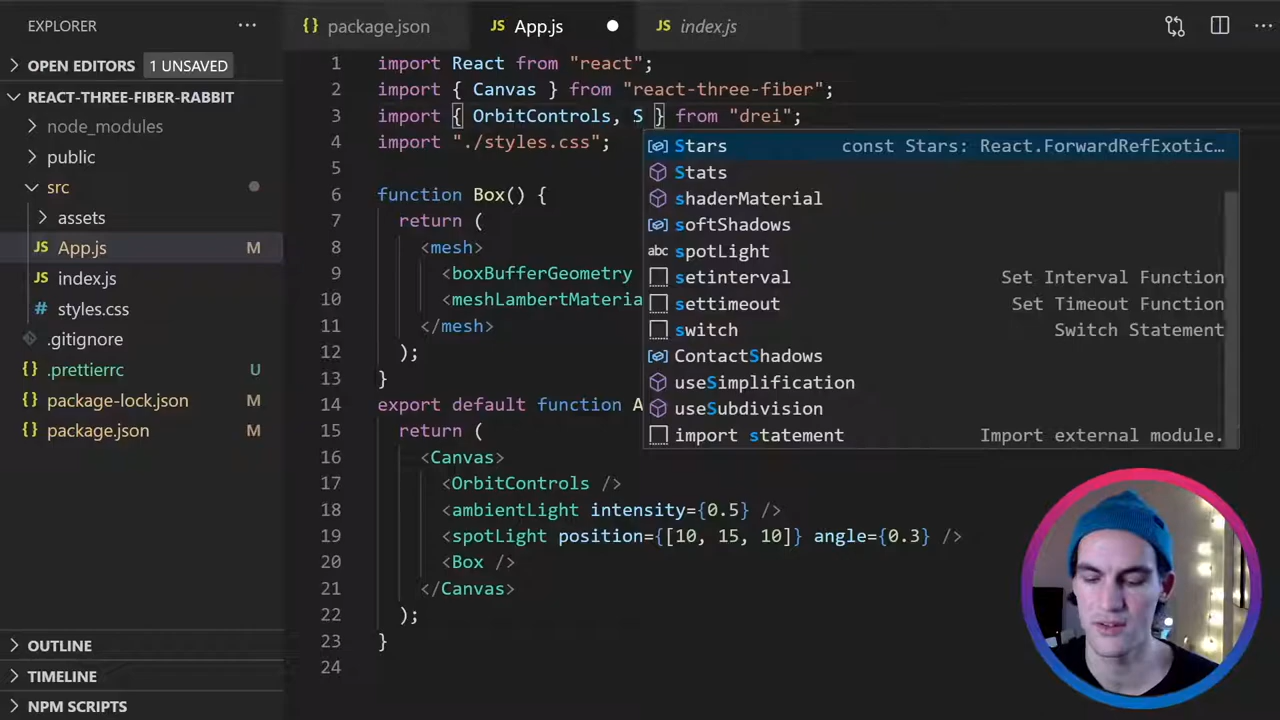 EXPLORER
package.json
App.js
index.js
OPEN EDITORS 1 UNSAVED
REACT-THREE-FIBER-RABBIT
node_modules
public
src
assets
JS App.js M
JS index.js
# styles.css
.gitignore
{} .prettierrc U
{} package-lock.json M
{} package.json M
OUTLINE
TIMELINE
NPM SCRIPTS
1 import React from "react";
2 import { Canvas } from "react-three-fiber";
3 import { OrbitControls, S } from "drei";
4 import "./styles.css";
5
6 function Box() {
7 return (
8 <mesh>
9 <boxBufferGeometry
10 <meshLambertMateria
11 </mesh>
12 );
13 }
14 export default function A
15 return (
16 <Canvas>
17 <OrbitControls />
18 <ambientLight intensity={0.5} />
19 <spotLight position={[10, 15, 10]} angle={0.3} />
20 <Box />
21 </Canvas>
22 );
23 }
24
Stars const Stars: React.ForwardRefExotic…
Stats
shaderMaterial
softShadows
abc spotLight
setinterval Set Interval Function
settimeout Set Timeout Function
switch Switch Statement
ContactShadows
useSimplification
useSubdivision
import statement Import external module.